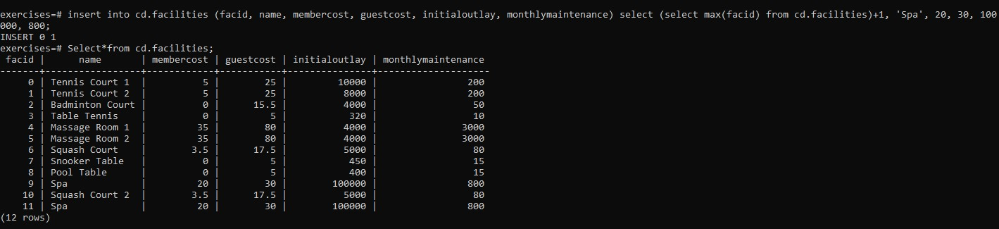 exercises=# insert into cd.facilities (facid, name, membercost, guestcost, initialoutlay, monthlymaintenance) select (select max(facid) from cd.facilities)+1, 'Spa', 20, 30, 100
000, 800;
INSERT 0 1
exercises=# Select*from cd.facilities;
 facid |      name       | membercost | guestcost | initialoutlay | monthlymaintenance
-------+-----------------+------------+-----------+---------------+--------------------
     0 | Tennis Court 1  |          5 |        25 |         10000 |                200
     1 | Tennis Court 2  |          5 |        25 |          8000 |                200
     2 | Badminton Court |          0 |      15.5 |          4000 |                 50
     3 | Table Tennis    |          0 |         5 |           320 |                 10
     4 | Massage Room 1  |         35 |        80 |          4000 |               3000
     5 | Massage Room 2  |         35 |        80 |          4000 |               3000
     6 | Squash Court    |        3.5 |      17.5 |          5000 |                 80
     7 | Snooker Table   |          0 |         5 |           450 |                 15
     8 | Pool Table      |          0 |         5 |           400 |                 15
     9 | Spa             |         20 |        30 |        100000 |                800
    10 | Squash Court 2  |        3.5 |      17.5 |          5000 |                 80
    11 | Spa             |         20 |        30 |        100000 |                800
(12 rows)